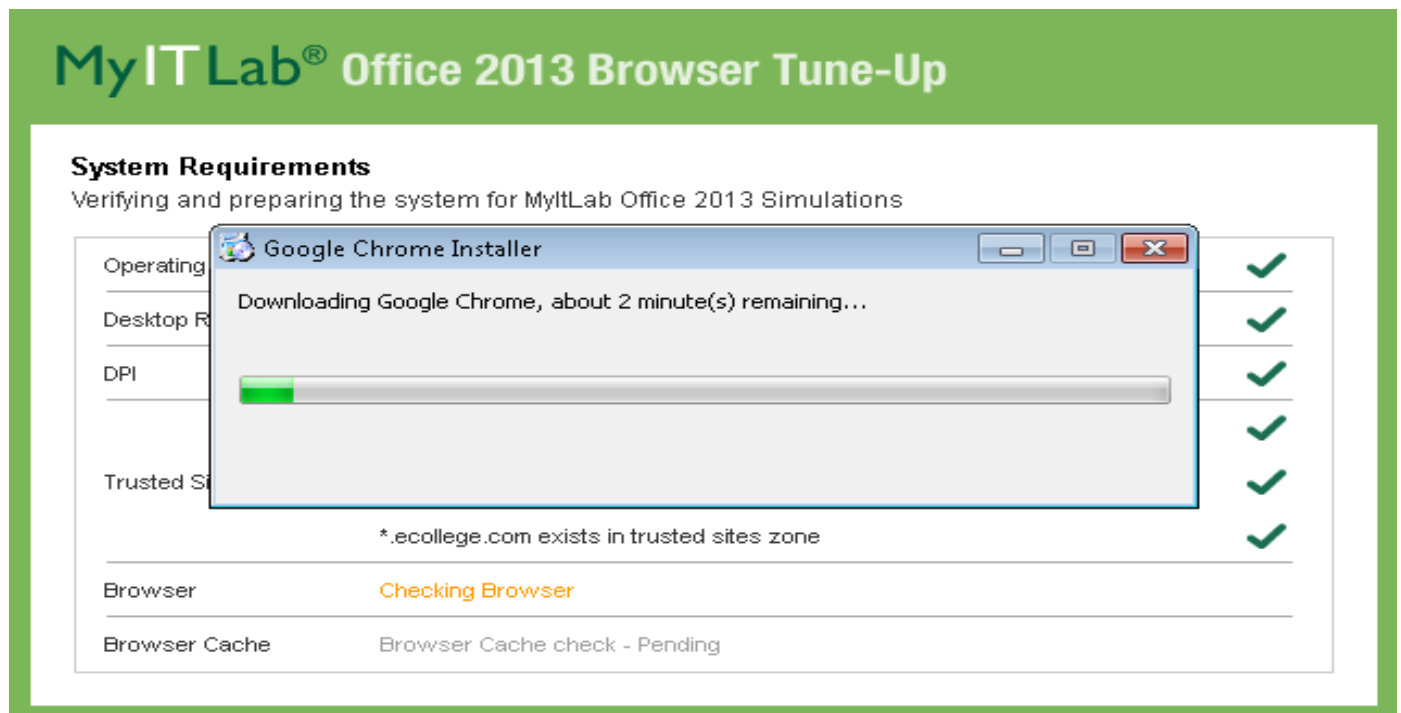 MyITLab® Office 2013 Browser Tune-Up
System Requirements
Verifying and preparing the system for MyItLab Office 2013 Simulations
Google Chrome Installer
Operating
Downloading Google Chrome, about 2 minute(s) remaining...
Desktop R
DPI
Trusted Si
*.ecollege.com exists in trusted sites zone
Browser Checking Browser
Browser Cache Browser Cache check - Pending